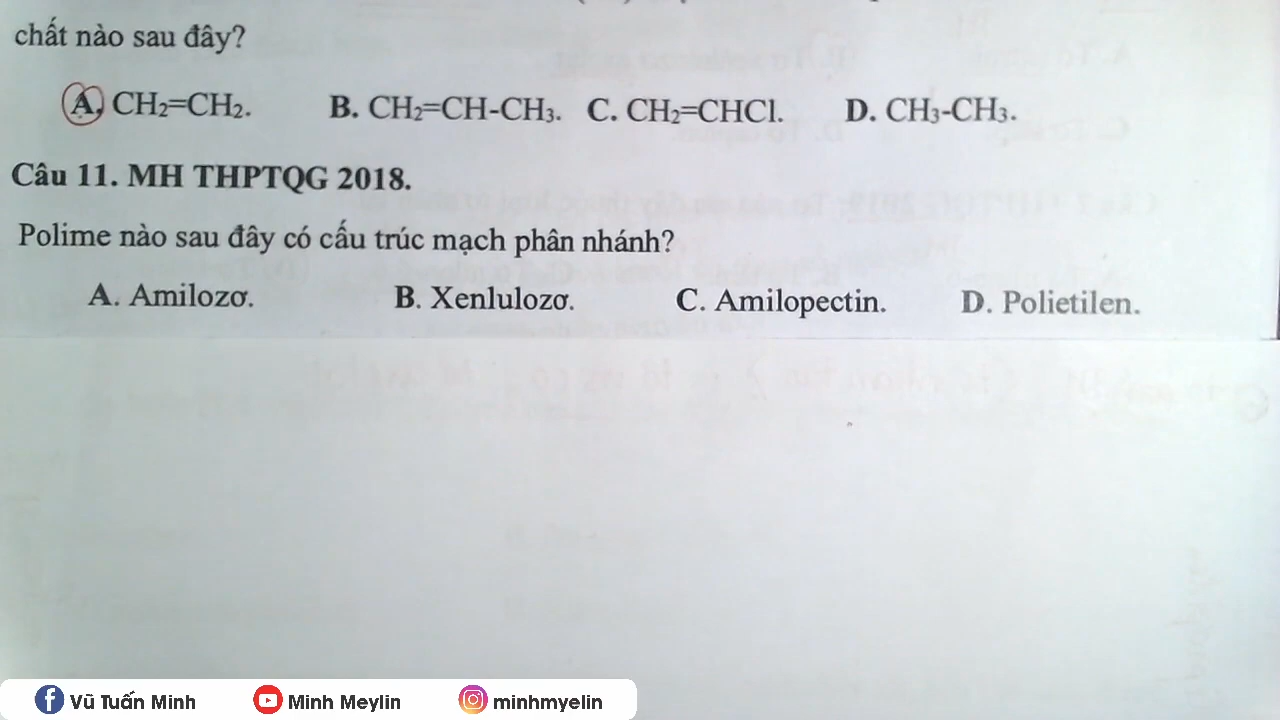 chất nào sau đây?
A. CH₂=CH₂. B. CH₂=CH-CH₃. C. CH₂=CHCl. D. CH₃-CH₃.
Câu 11. MH THPTQG 2018.
Polime nào sau đây có cấu trúc mạch phân nhánh?
A. Amilozơ. B. Xenlulozơ. C. Amilopectin. D. Polietilen.
Vũ Tuấn Minh Minh Meylin minhmyelin